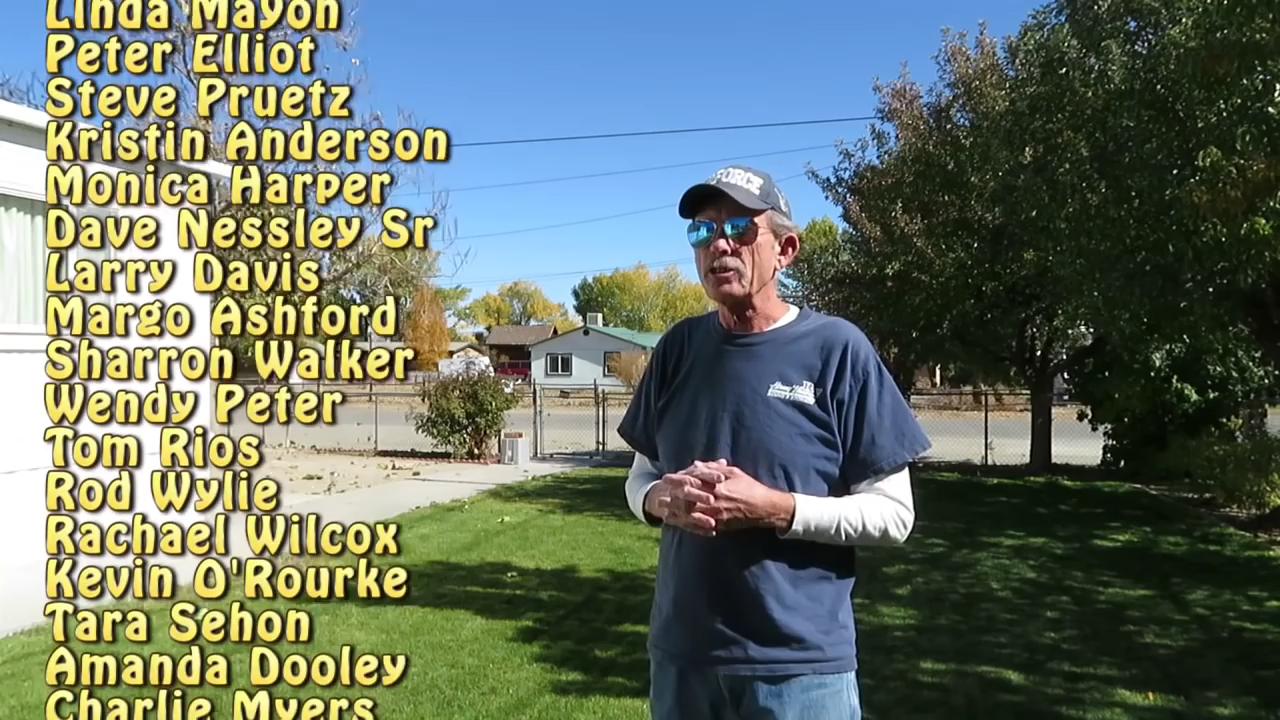 Linda Mayon
Peter Elliot
Steve Pruetz
Kristin Anderson
Monica Harper
Dave Nessley Sr
Larry Davis
Margo Ashford
Sharron Walker
Wendy Peter
Tom Rios
Rod Wylie
Rachael Wilcox
Kevin O'Rourke
Tara Sehon
Amanda Dooley
Charlie Myers
FORCE